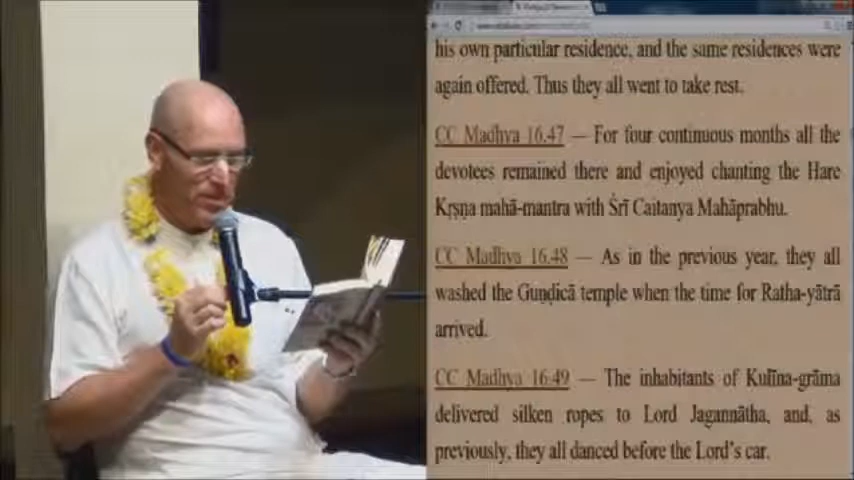 his own particular residence, and the same residences were
again offered. Thus they all went to take rest.
CC Madhya 16.47 — For four continuous months all the
devotees remained there and enjoyed chanting the Hare
Kṛṣṇa mahā-mantra with Śrī Caitanya Mahāprabhu.
CC Madhya 16.48 — As in the previous year, they all
washed the Guṇḍicā temple when the time for Ratha-yātrā
arrived.
CC Madhya 16.49 — The inhabitants of Kulīna-grāma
delivered silken ropes to Lord Jagannātha, and, as
previously, they all danced before the Lord's car.